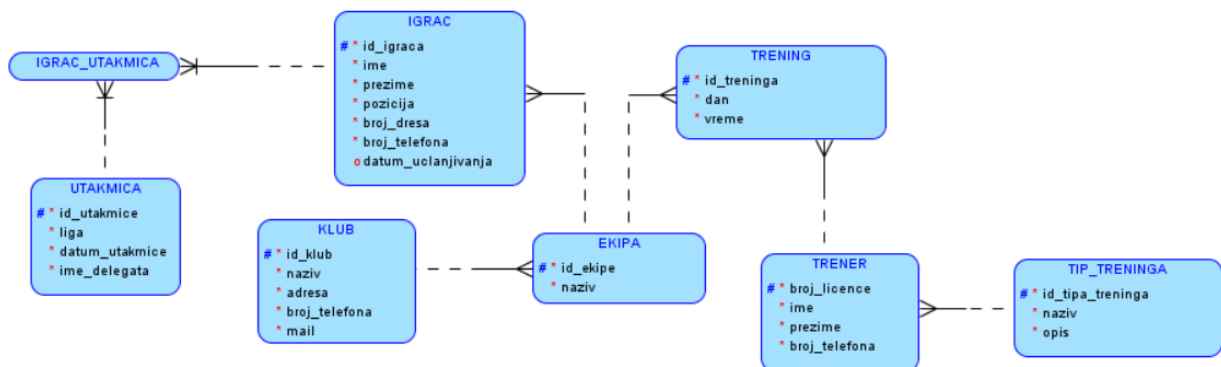 IGRAC_UTAKMICA
IGRAC
# * id_igraca
* ime
* prezime
* pozicija
* broj_dresa
* broj_telefona
o datum_uclanjivanja
TRENING
# * id_treninga
* dan
* vreme
UTAKMICA
# * id_utakmice
* liga
* datum_utakmice
* ime_delegata
KLUB
# * id_klub
* naziv
* adresa
* broj_telefona
* mail
EKIPA
# * id_ekipe
* naziv
TRENER
# * broj_licence
* ime
* prezime
* broj_telefona
TIP_TRENINGA
# * id_tipa_treninga
* naziv
* opis